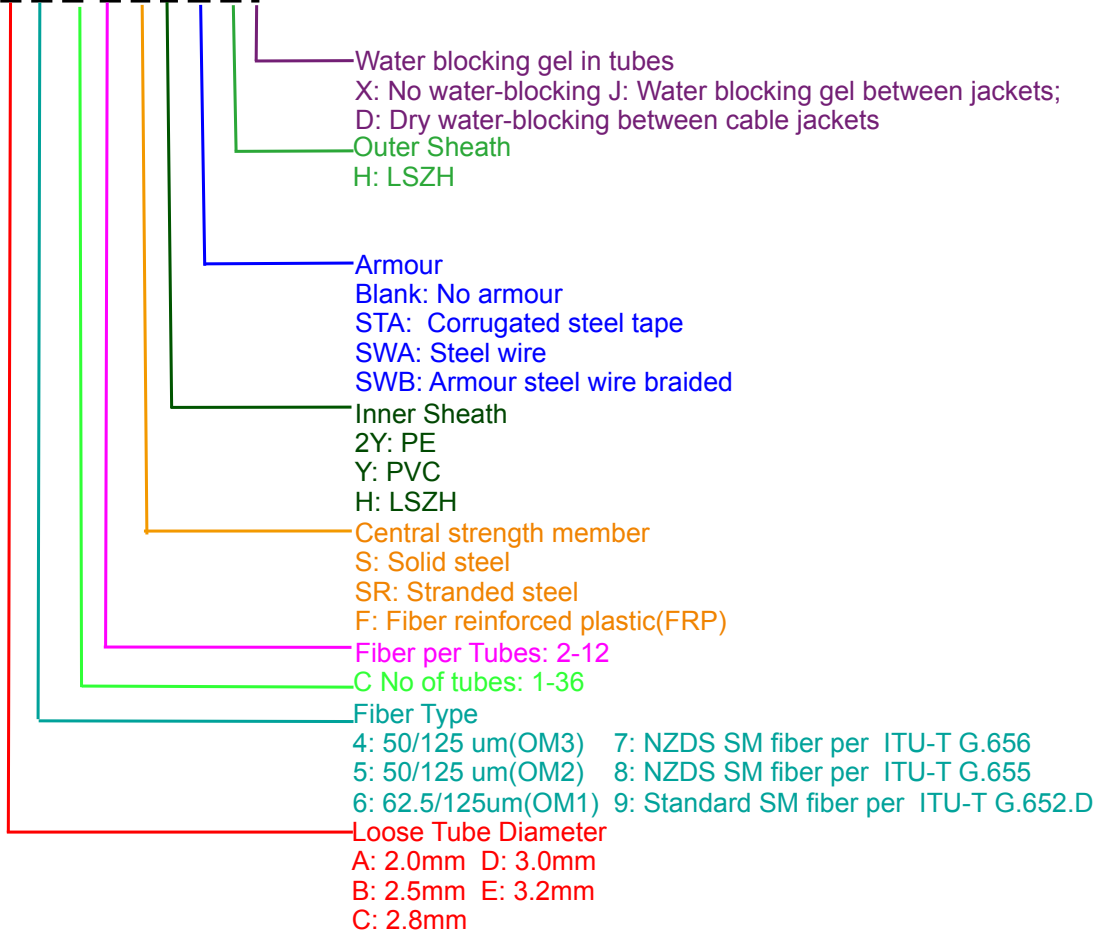 Water blocking gel in tubes
X: No water-blocking J: Water blocking gel between jackets;
D: Dry water-blocking between cable jackets
Outer Sheath
H: LSZH
Armour
Blank: No armour
STA: Corrugated steel tape
SWA: Steel wire
SWB: Armour steel wire braided
Inner Sheath
2Y: PE
Y: PVC
H: LSZH
Central strength member
S: Solid steel
SR: Stranded steel
F: Fiber reinforced plastic(FRP)
Fiber per Tubes: 2-12
C No of tubes: 1-36
Fiber Type
4: 50/125 um(OM3) 7: NZDS SM fiber per ITU-T G.656
5: 50/125 um(OM2) 8: NZDS SM fiber per ITU-T G.655
6: 62.5/125um(OM1) 9: Standard SM fiber per ITU-T G.652.D
Loose Tube Diameter
A: 2.0mm D: 3.0mm
B: 2.5mm E: 3.2mm
C: 2.8mm